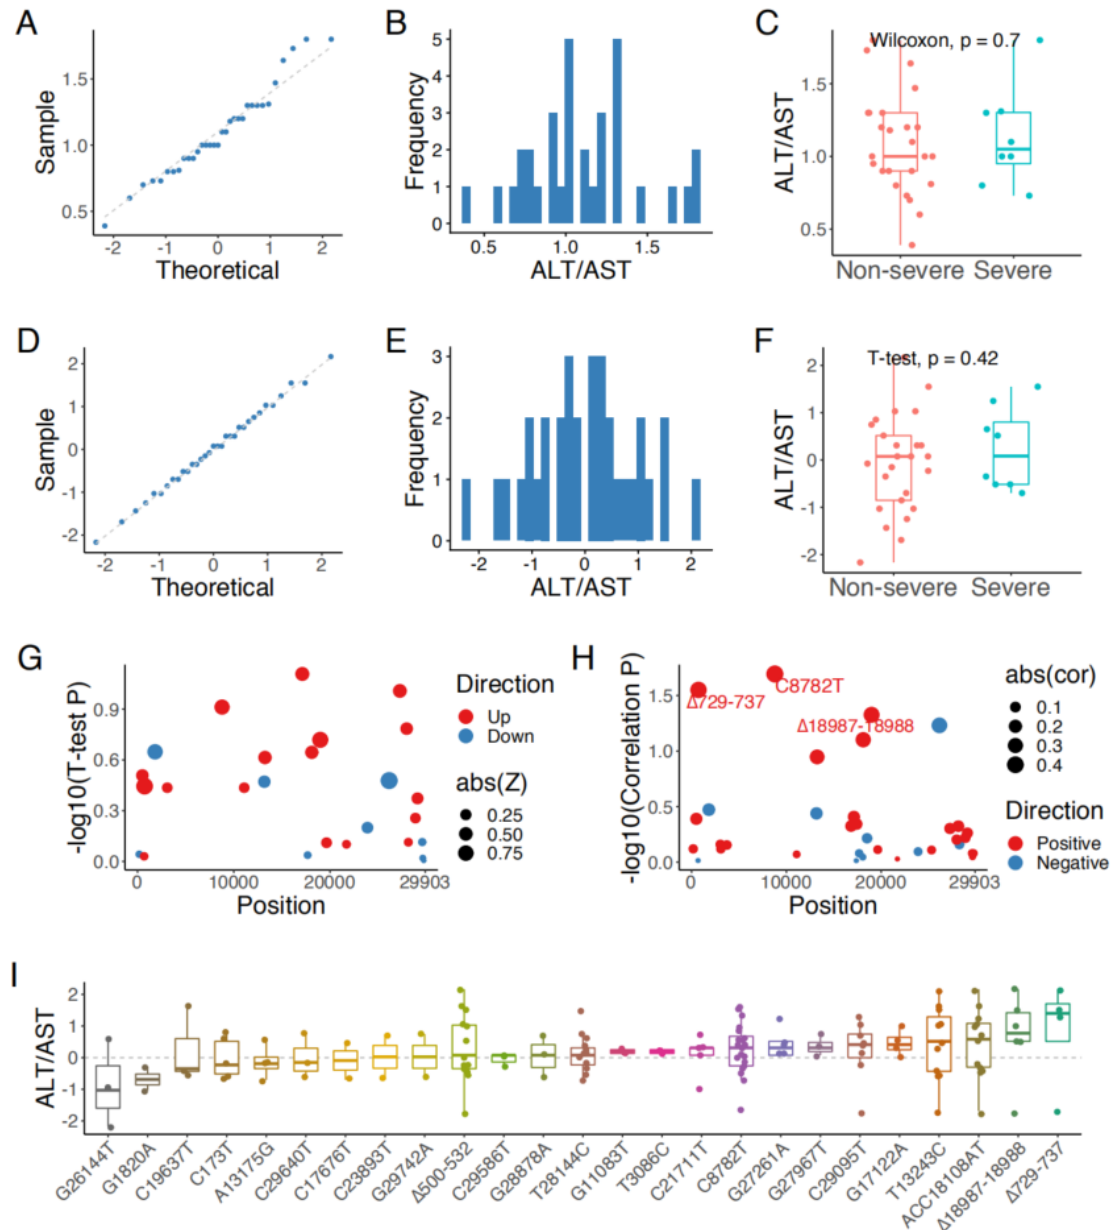 A
Sample
1.5
1.0
0.5
-2 -1 0 1 2
Theoretical
B
Frequency
5
4
3
2
1
0
0.5 1.0 1.5
ALT/AST
C
Wilcoxon, p = 0.7
ALT/AST
1.5
1.0
0.5
Non-severe Severe
D
Sample
2
1
0
-1
-2
-2 -1 0 1 2
Theoretical
E
Frequency
3
2
1
0
-2 -1 0 1 2
ALT/AST
F
T-test, p = 0.42
ALT/AST
2
1
0
-1
-2
Non-severe Severe
G
-log10(T-test P)
0.9
0.6
0.3
0.0
0 10000 20000 29903
Position
Direction
Up
Down
abs(Z)
0.25
0.50
0.75
H
-log10(Correlation P)
1.5
1.0
0.5
0.0
C8782T
Δ729-737
Δ18987-18988
0 10000 20000 29903
Position
abs(cor)
0.1
0.2
0.3
0.4
Direction
Positive
Negative
I
ALT/AST
2
1
0
-1
-2
G26144T
G1820A
C19637T
C173T
A13175G
C29640T
C17676T
C23893T
G29742A
Δ500-532
C29586T
G28878A
T28144C
G11083T
T3086C
C21711T
C8782T
G27261A
G27967T
C29095T
G17122A
T13243C
ACC18108AT
Δ18987-18988
Δ729-737